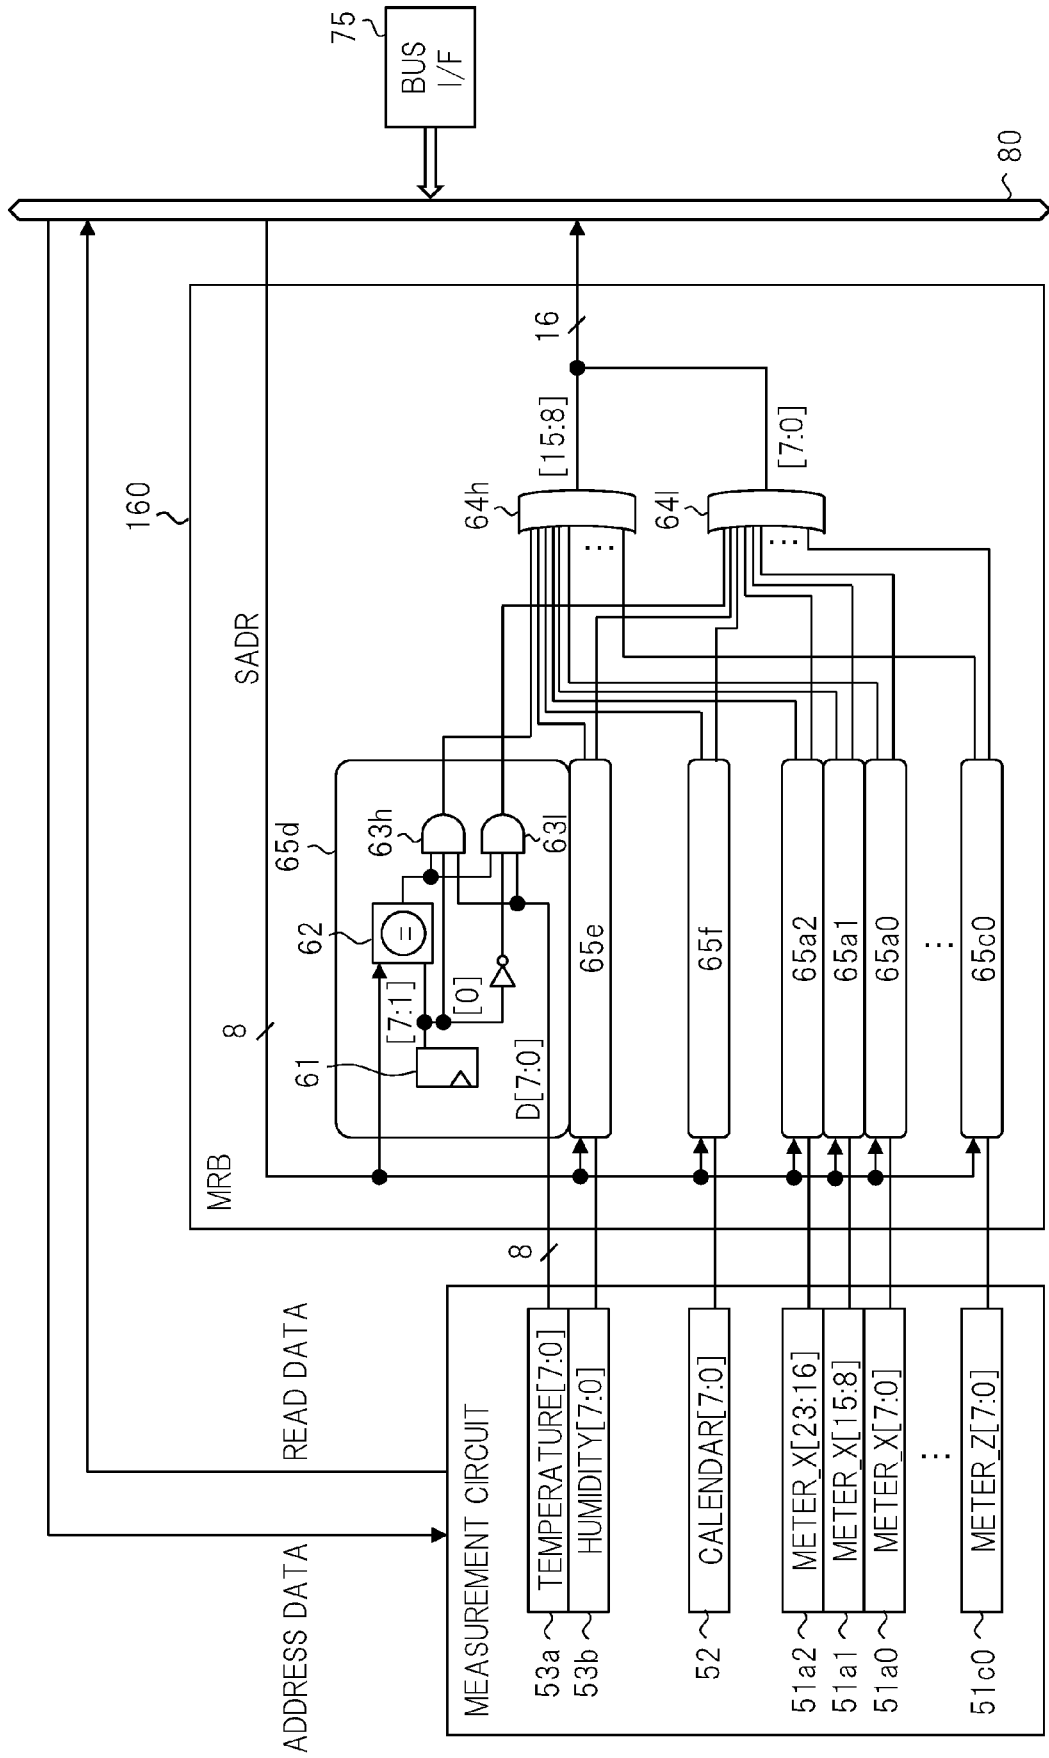 ADDRESS DATA
READ DATA
MEASUREMENT CIRCUIT
53a
TEMPERATURE[7:0]
53b
HUMIDITY[7:0]
52
CALENDAR[7:0]
51a2
METER_X[23:16]
51a1
METER_X[15:8]
51a0
METER_X[7:0]
...
51c0
METER_Z[7:0]
8
MRB
160
SADR
8
65d
61
[7:1]
[0]
62
63h
63l
D[7:0]
65e
65f
65a2
65a1
65a0
...
65c0
64h
...
[15:8]
64l
...
[7:0]
16
80
75
BUS
I/F